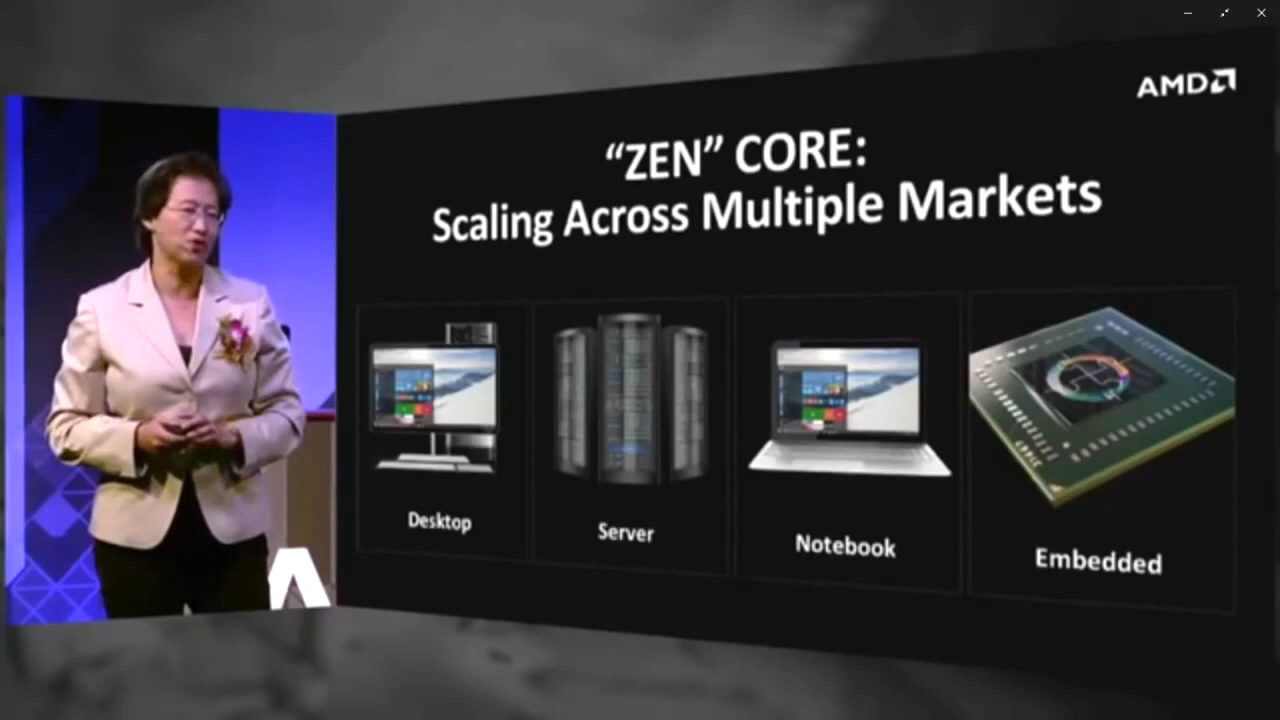 AMD
“ZEN” CORE:
Scaling Across Multiple Markets
Desktop
Server
Notebook
Embedded